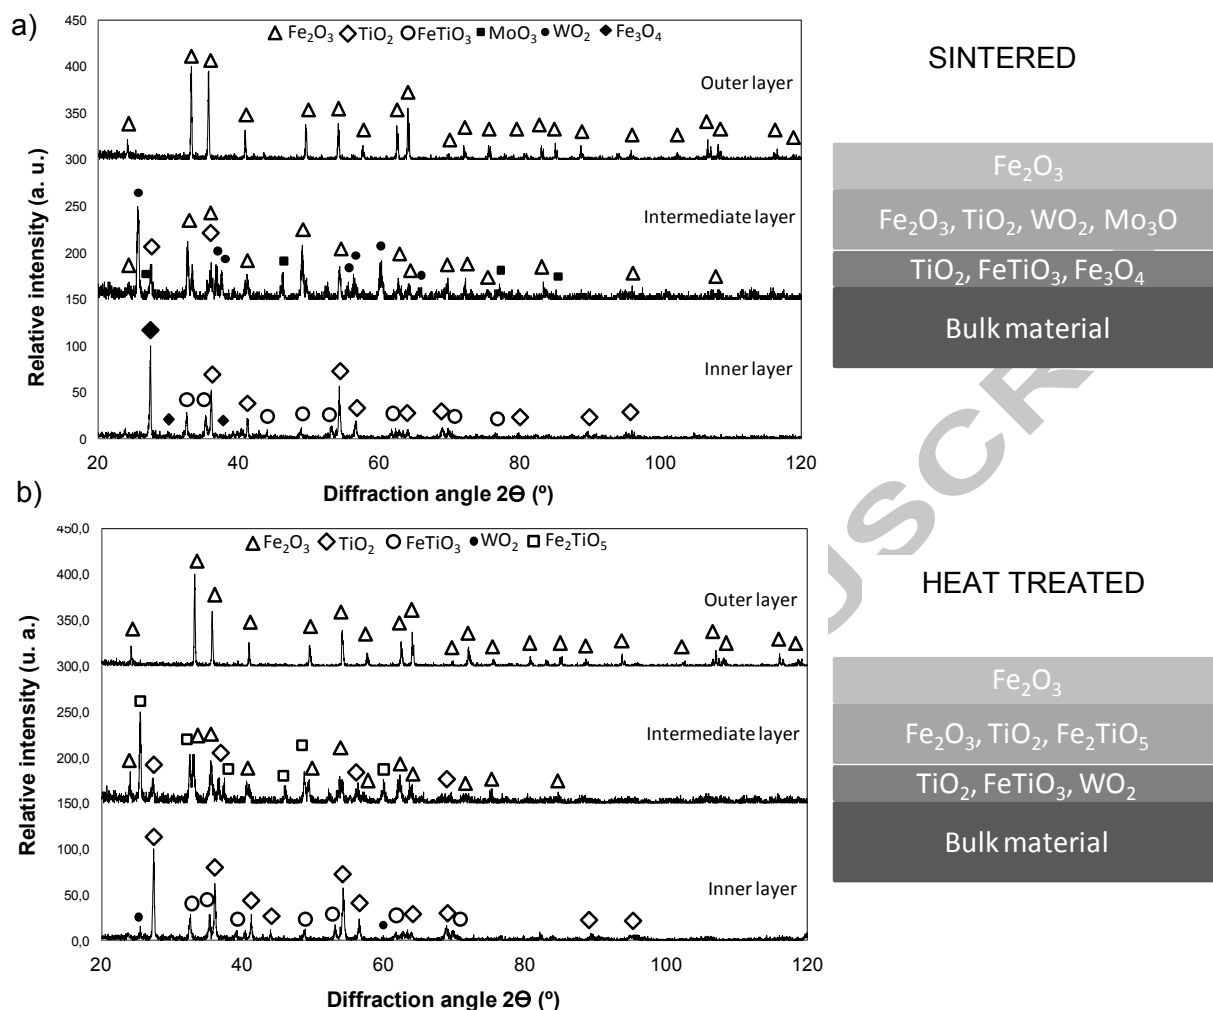 a)
450
400
350
300
250
200
150
100
50
0
Relative intensity (a. u.)
Fe₂O₃ TiO₂ FeTiO₃ MoO₃ WO₂ Fe₃O₄
Outer layer
Intermediate layer
Inner layer
20 40 60 80 100 120
Diffraction angle 2Θ (º)
SINTERED
Fe₂O₃
Fe₂O₃, TiO₂, WO₂, Mo₃O
TiO₂, FeTiO₃, Fe₃O₄
Bulk material
b)
450,0
400,0
350,0
300,0
250,0
200,0
150,0
100,0
50,0
0,0
Relative intensity (u. a.)
Fe₂O₃ TiO₂ FeTiO₃ WO₂ Fe₂TiO₅
Outer layer
Intermediate layer
Inner layer
20 40 60 80 100 120
Diffraction angle 2Θ (º)
HEAT TREATED
Fe₂O₃
Fe₂O₃, TiO₂, Fe₂TiO₅
TiO₂, FeTiO₃, WO₂
Bulk material
USCR